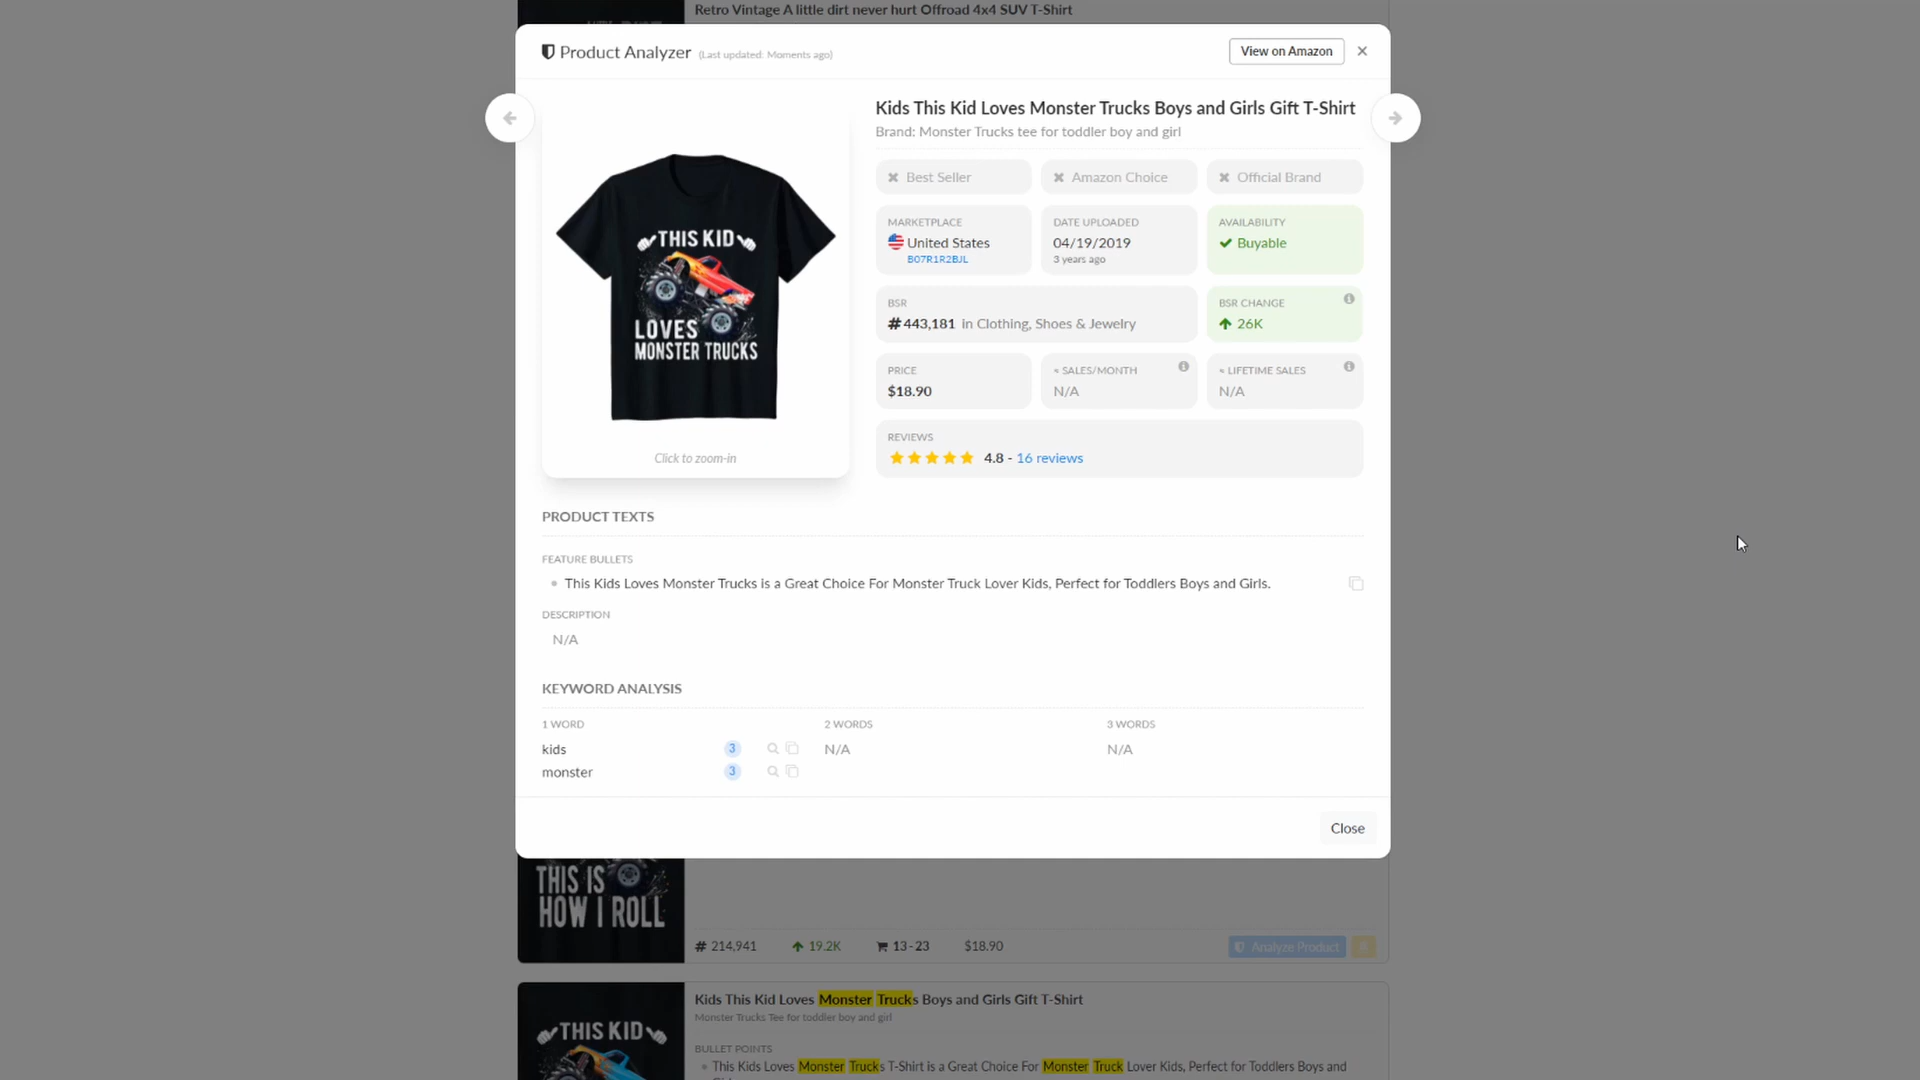 Retro Vintage A little dirt never hurt Offroad 4x4 SUV T-Shirt
Product Analyzer (Last updated: Moments ago)
View on Amazon
Kids This Kid Loves Monster Trucks Boys and Girls Gift T-Shirt
Brand: Monster Trucks tee for toddler boy and girl
Best Seller
Amazon Choice
Official Brand
MARKETPLACE
United States
B07R1R2BJL
DATE UPLOADED
04/19/2019
3 years ago
AVAILABILITY
Buyable
BSR
#443,181 in Clothing, Shoes & Jewelry
BSR CHANGE
26K
PRICE
$18.90
≈ SALES/MONTH
N/A
≈ LIFETIME SALES
N/A
REVIEWS
4.8 - 16 reviews
THIS KID
LOVES
MONSTER TRUCKS
Click to zoom-in
PRODUCT TEXTS
FEATURE BULLETS
This Kids Loves Monster Trucks is a Great Choice For Monster Truck Lover Kids, Perfect for Toddlers Boys and Girls.
DESCRIPTION
N/A
KEYWORD ANALYSIS
1 WORD
kids 3
monster 3
2 WORDS
N/A
3 WORDS
N/A
Close
THIS IS
HOW I ROLL
# 214,941 19.2K 13-23 $18.90
Analyze Product
THIS KID
Kids This Kid Loves Monster Trucks Boys and Girls Gift T-Shirt
Monster Trucks Tee for toddler boy and girl
BULLET POINTS
This Kids Loves Monster Trucks T-Shirt is a Great Choice For Monster Truck Lover Kids, Perfect for Toddlers Boys and